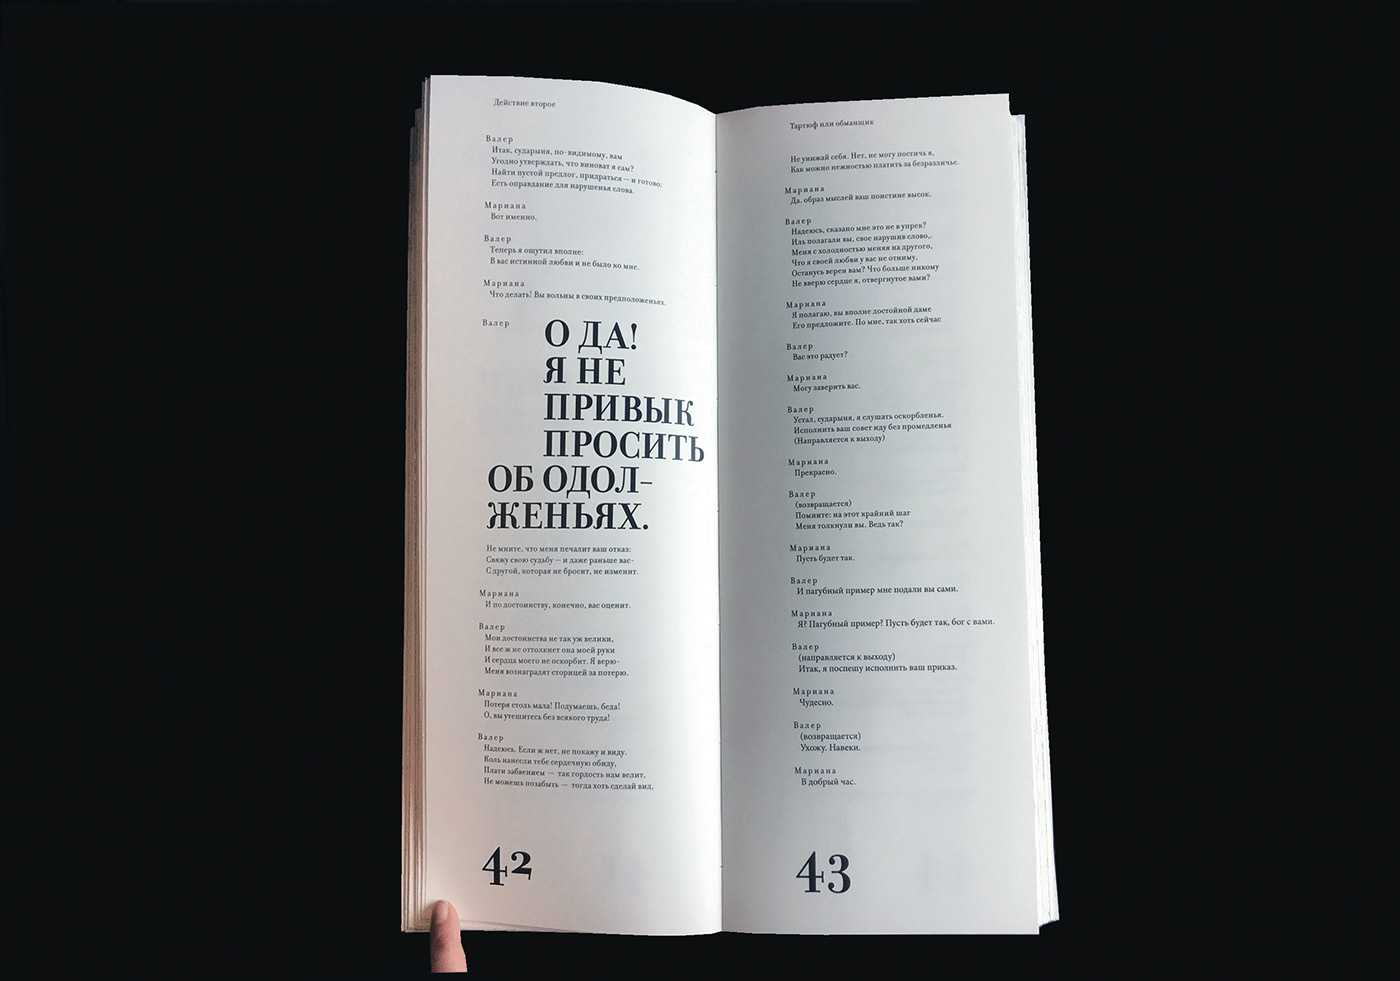 Действие второе
Валер
Итак, сударыня, по-видимому, вам
Угодно утверждать, что виноват я сам?
Найти пустой предлог, придраться — и готово:
Есть оправдание для нарушенья слова.
Мариана
Вот именно.
Валер
Теперь я ощутил вполне:
В вас истинной любви и не было ко мне.
Мариана
Что делать! Вы вольны в своих предположеньях.
Валер
О ДА!
Я НЕ
ПРИВЫК
ПРОСИТЬ
ОБ ОДОЛ-
ЖЕНЬЯХ.
Не мните, что меня печалит ваш отказ:
Свяжу свою судьбу — и даже раньше вас-
С другой, которая не бросит, не изменит.
Мариана
И по достоинству, конечно, вас оценит.
Валер
Мои достоинства не так уж велики,
И все ж не оттолкнет она моей руки
И сердца моего не оскорбит. Я верю-
Меня вознаградят сторицей за потерю.
Мариана
Потеря столь мала! Подумаешь, беда!
О, вы утешитесь без всякого труда!
Валер
Надеюсь. Если ж нет, не покажу и виду.
Коль нанесли тебе сердечную обиду,
Плати забвением — так гордость нам велит,
Не можешь позабыть — тогда хоть сделай вид,
42
Тартюф или обманщик
Не унижай себя. Нет, не могу постичь я,
Как можно нежностью платить за безразличье.
Мариана
Да, образ мыслей ваш поистине высок.
Валер
Надеюсь, сказано мне это не в упрек?
Иль полагали вы, свое нарушив слово,.
Меня с холодностью меняя на другого,
Что я своей любви у вас не отниму,
Останусь верен вам? Что больше никому
Не вверю сердце я, отвергнутое вами?
Мариана
Я полагаю, вы вполне достойной даме
Его предложите. По мне, так хоть сейчас
Валер
Вас это радует?
Мариана
Могу заверить вас.
Валер
Устал, сударыня, я слушать оскорбленья.
Исполнить ваш совет иду без промедленья
(Направляется к выходу)
Мариана
Прекрасно.
Валер
(возвращается)
Помните: на этот крайний шаг
Меня толкнули вы. Ведь так?
Мариана
Пусть будет так.
Валер
И пагубный пример мне подали вы сами.
Мариана
Я? Пагубный пример? Пусть будет так, бог с вами.
Валер
(направляется к выходу)
Итак, я поспешу исполнить ваш приказ.
Мариана
Чудесно.
Валер
(возвращается)
Ухожу. Навеки.
Мариана
В добрый час.
43